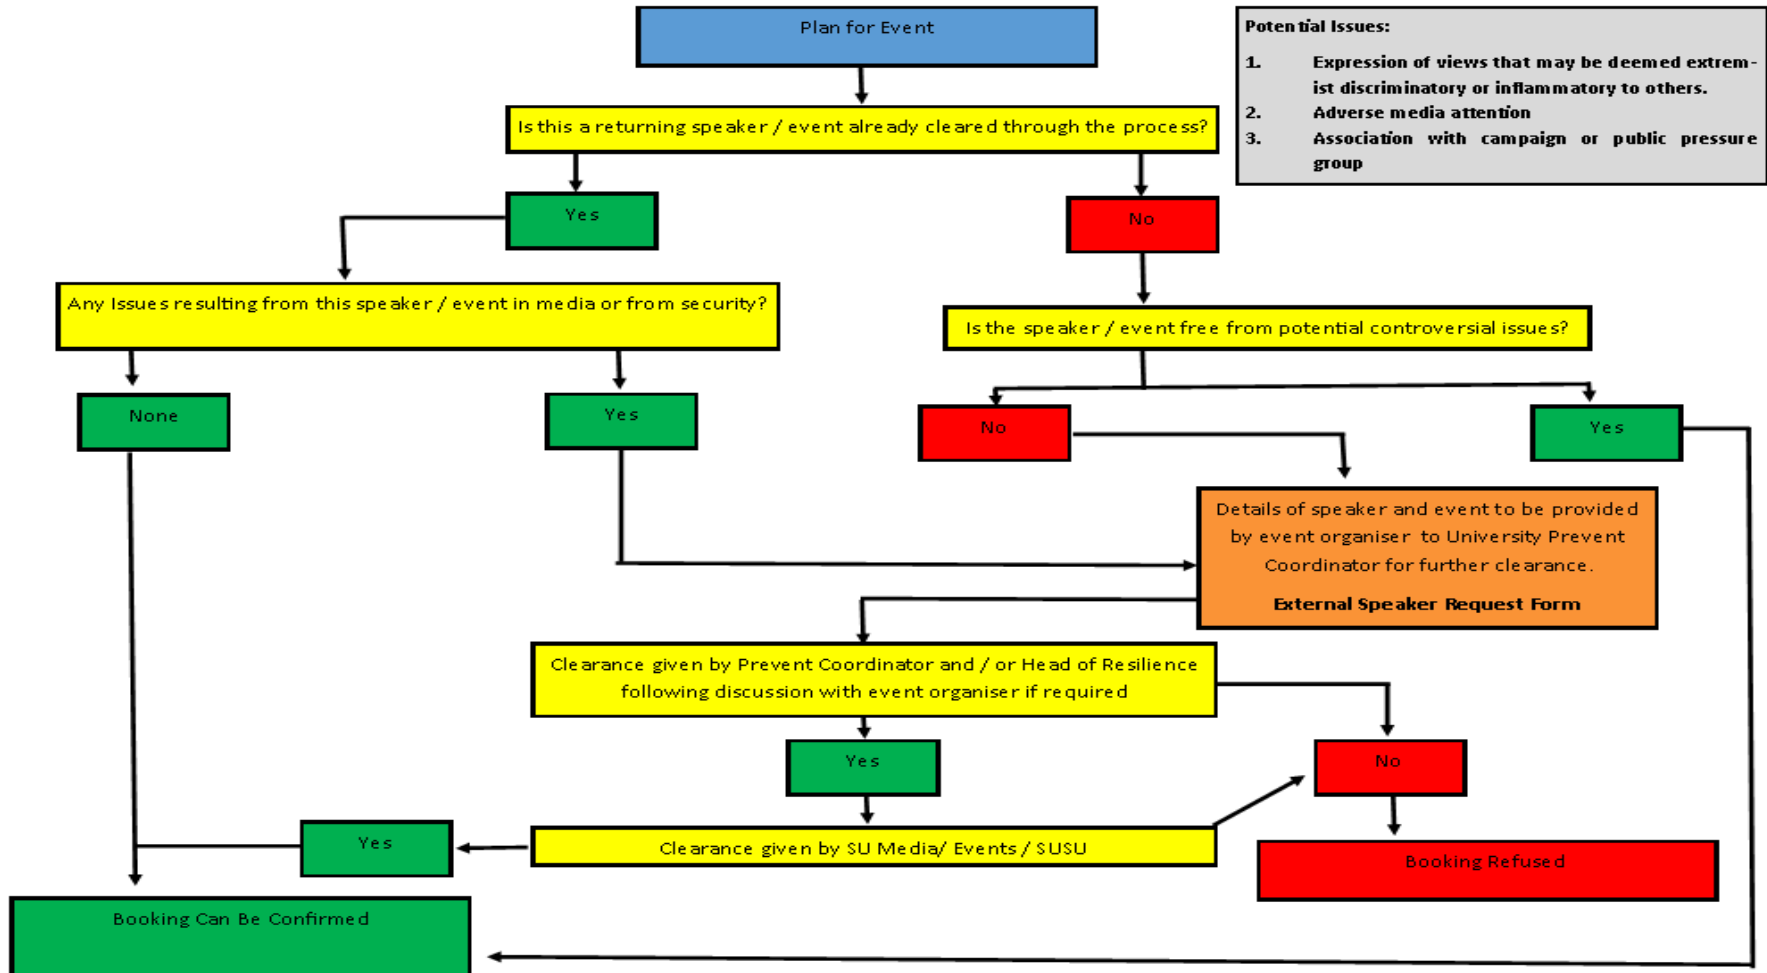 Plan for Event
Potential Issues:
1. Expression of views that may be deemed extrem-
ist discriminatory or inflammatory to others.
2. Adverse media attention
3. Association with campaign or public pressure
group
Is this a returning speaker / event already cleared through the process?
Yes
No
Any Issues resulting from this speaker / event in media or from security?
Is the speaker / event free from potential controversial issues?
None
Yes
No
Yes
Details of speaker and event to be provided
by event organiser to University Prevent
Coordinator for further clearance.
External Speaker Request Form
Clearance given by Prevent Coordinator and / or Head of Resilience
following discussion with event organiser if required
Yes
No
Yes
Clearance given by SU Media/ Events / SUSU
Booking Refused
Booking Can Be Confirmed